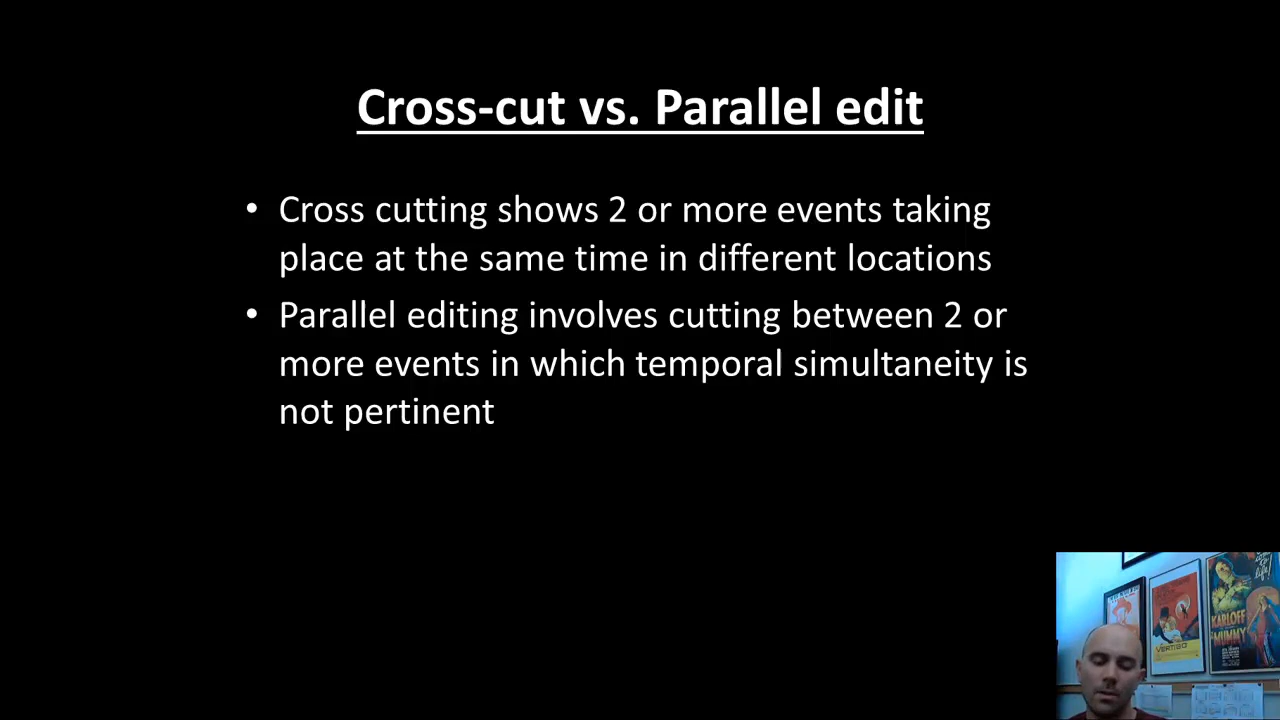 Cross-cut vs. Parallel edit
• Cross cutting shows 2 or more events taking
place at the same time in different locations
• Parallel editing involves cutting between 2 or
more events in which temporal simultaneity is
not pertinent
VERTIGO
KARLOFF
MUMMY